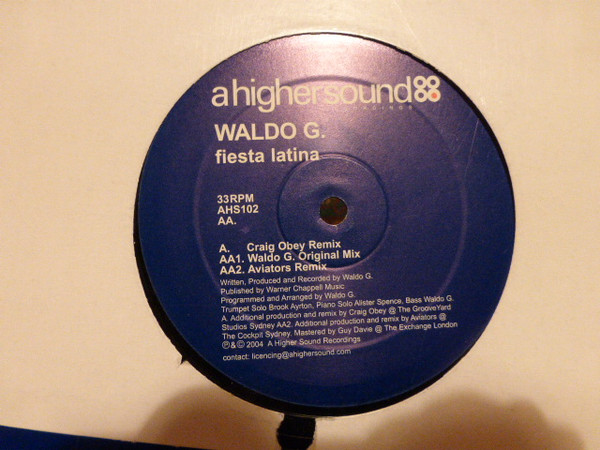 a higher sound
RECORDINGS
WALDO G.
fiesta latina
33RPM
AHS102
AA.
A. Craig Obey Remix
AA1. Waldo G. Original Mix
AA2. Aviators Remix
Written, Produced and Recorded by Waldo G.
Published by Warner Chappell Music
Programmed and Arranged by Waldo G.
Trumpet Solo Brook Ayrton, Piano Solo Alister Spence, Bass Waldo G.
A. Additional production and remix by Craig Obey @ The GrooveYard
Studios Sydney AA2. Additional production and remix by Aviators @
The Cockpit Sydney. Mastered by Guy Davie @ The Exchange London
℗&© 2004 A Higher Sound Recordings
contact: licencing@ahighersound.com